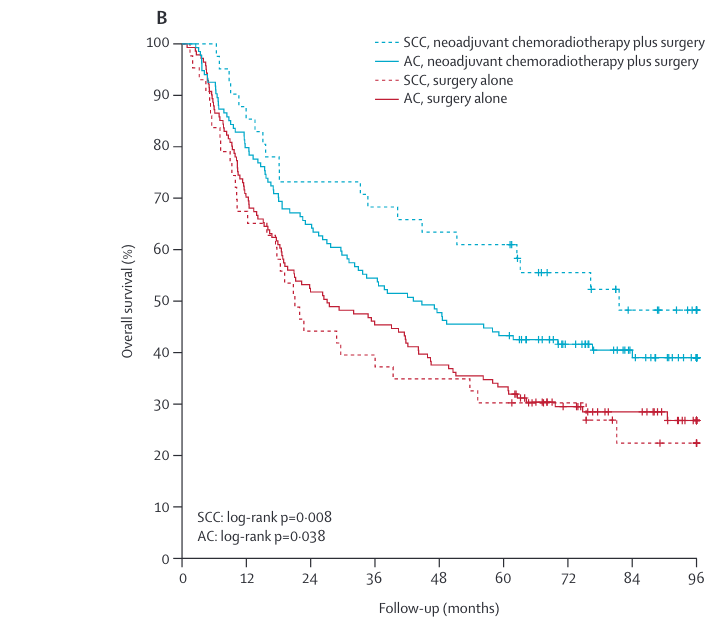 B
SCC, neoadjuvant chemoradiotherapy plus surgery
AC, neoadjuvant chemoradiotherapy plus surgery
SCC, surgery alone
AC, surgery alone
100
90
80
70
60
50
40
30
20
10
0
Overall survival (%)
SCC: log-rank p=0·008
AC: log-rank p=0·038
0 12 24 36 48 60 72 84 96
Follow-up (months)